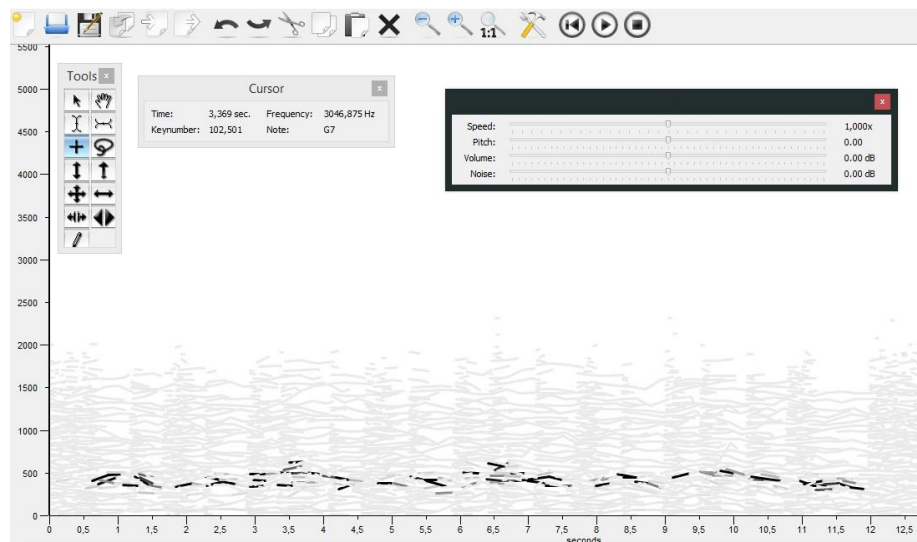 1:1
5500
Tools
Cursor
5000
Time: 3,369 sec. Frequency: 3046,875 Hz
Keynumber: 102,501 Note: G7
Speed: 1,000x
Pitch: 0.00
Volume: 0.00 dB
Noise: 0.00 dB
4500
4000
3500
3000
2500
2000
1500
1000
500
0
0 0,5 1 1,5 2 2,5 3 3,5 4 4,5 5 5,5 6 6,5 7 7,5 8 8,5 9 9,5 10 10,5 11 11,5 12 12,5
seconds